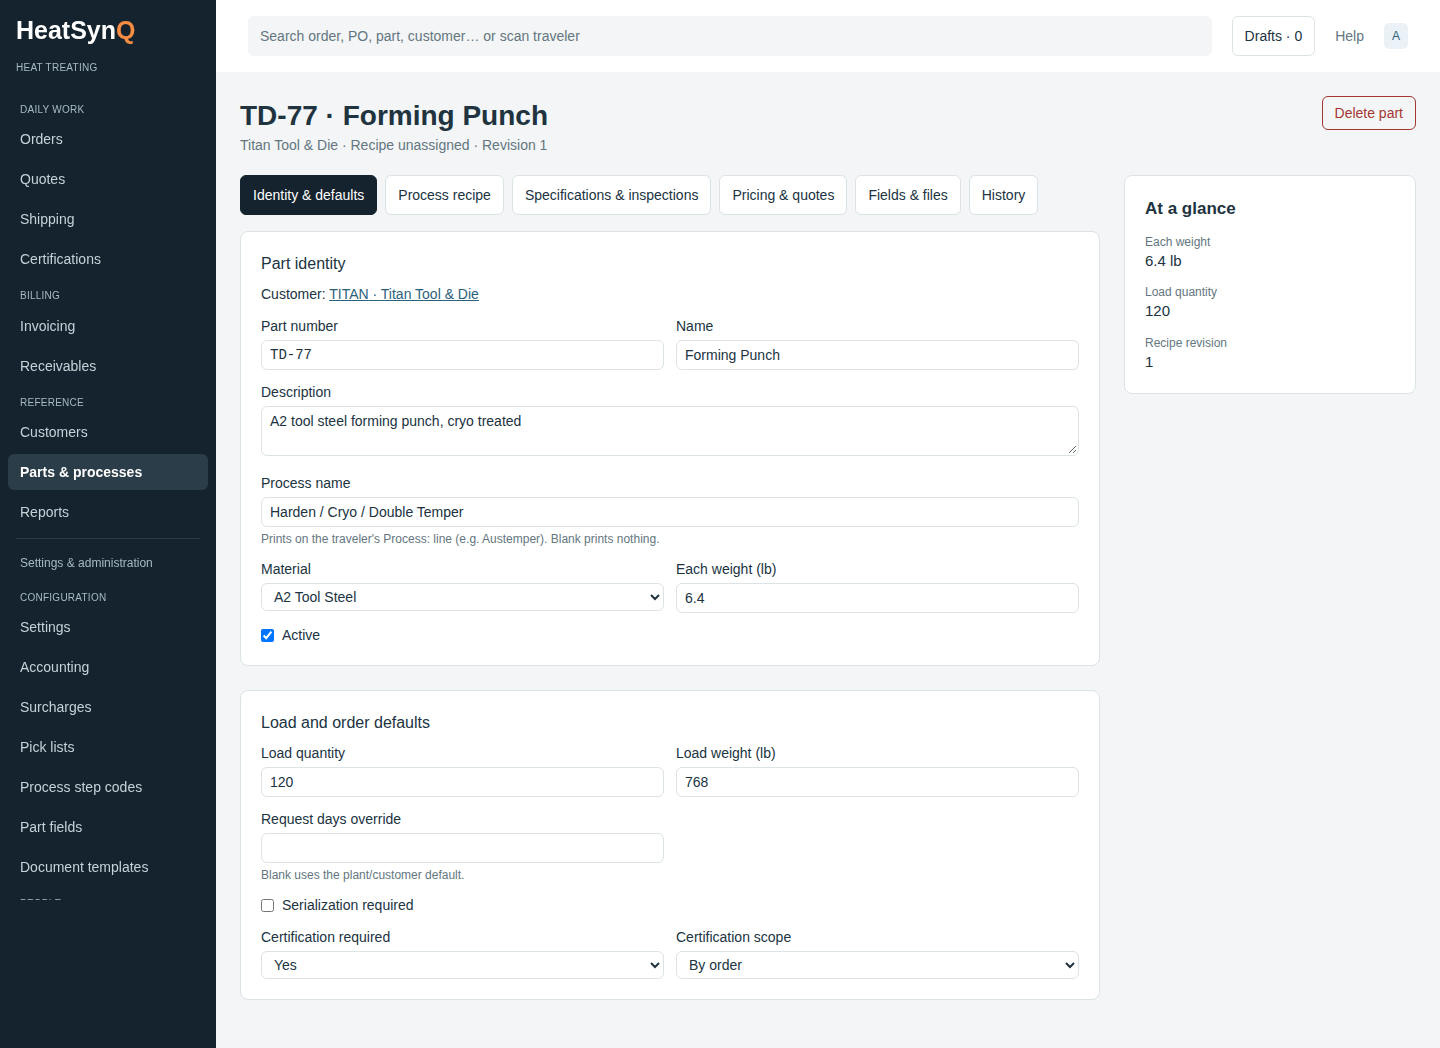 HeatSynQ
HEAT TREATING
DAILY WORK
Orders
Quotes
Shipping
Certifications
BILLING
Invoicing
Receivables
REFERENCE
Customers
Parts & processes
Reports
Settings & administration
CONFIGURATION
Settings
Accounting
Surcharges
Pick lists
Process step codes
Part fields
Document templates
Search order, PO, part, customer… or scan traveler
Drafts · 0
Help
A
TD-77 · Forming Punch
Titan Tool & Die · Recipe unassigned · Revision 1
Delete part
Identity & defaults
Process recipe
Specifications & inspections
Pricing & quotes
Fields & files
History
Part identity
Customer: TITAN · Titan Tool & Die
Part number
Name
TD-77
Forming Punch
Description
A2 tool steel forming punch, cryo treated
Process name
Harden / Cryo / Double Temper
Prints on the traveler's Process: line (e.g. Austemper). Blank prints nothing.
Material
Each weight (lb)
A2 Tool Steel
6.4
Active
Load and order defaults
Load quantity
Load weight (lb)
120
768
Request days override
Blank uses the plant/customer default.
Serialization required
Certification required
Certification scope
Yes
By order
At a glance
Each weight
6.4 lb
Load quantity
120
Recipe revision
1